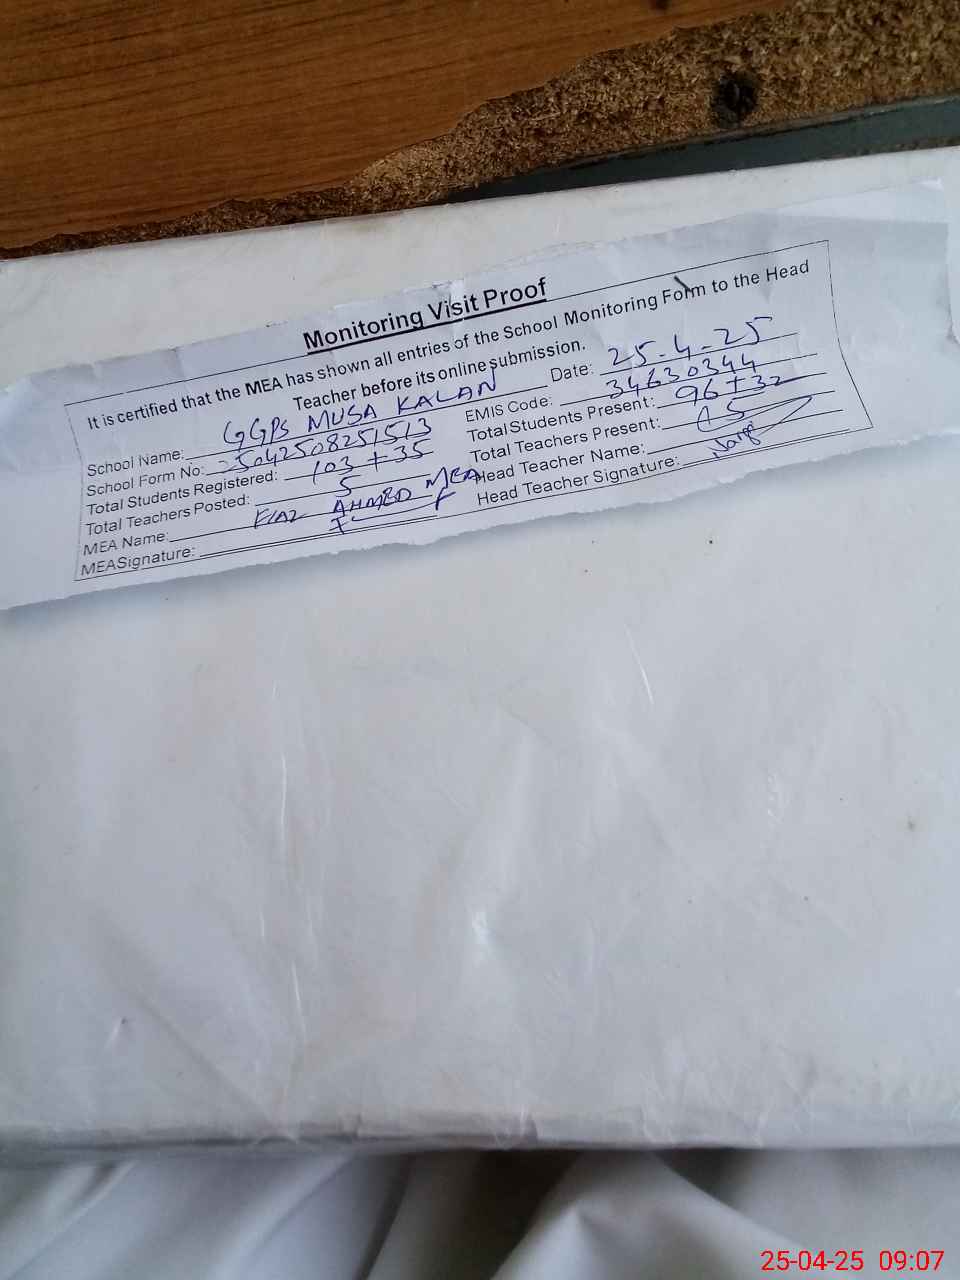 Monitoring Visit Proof
It is certified that the MEA has shown all entries of the School Monitoring Form to the Head
Teacher before its online submission.
School Name: GGPS MUSA KALAN Date: 25-4-25
School Form No: 25042508251513 EMIS Code: 34630344
Total Students Registered: 103 + 35 Total Students Present: 96 + 32
Total Teachers Posted: 5 Total Teachers Present:
MEA Name: AHMED MEA Head Teacher Name:
MEASignature: Head Teacher Signature:
25-04-25 09:07